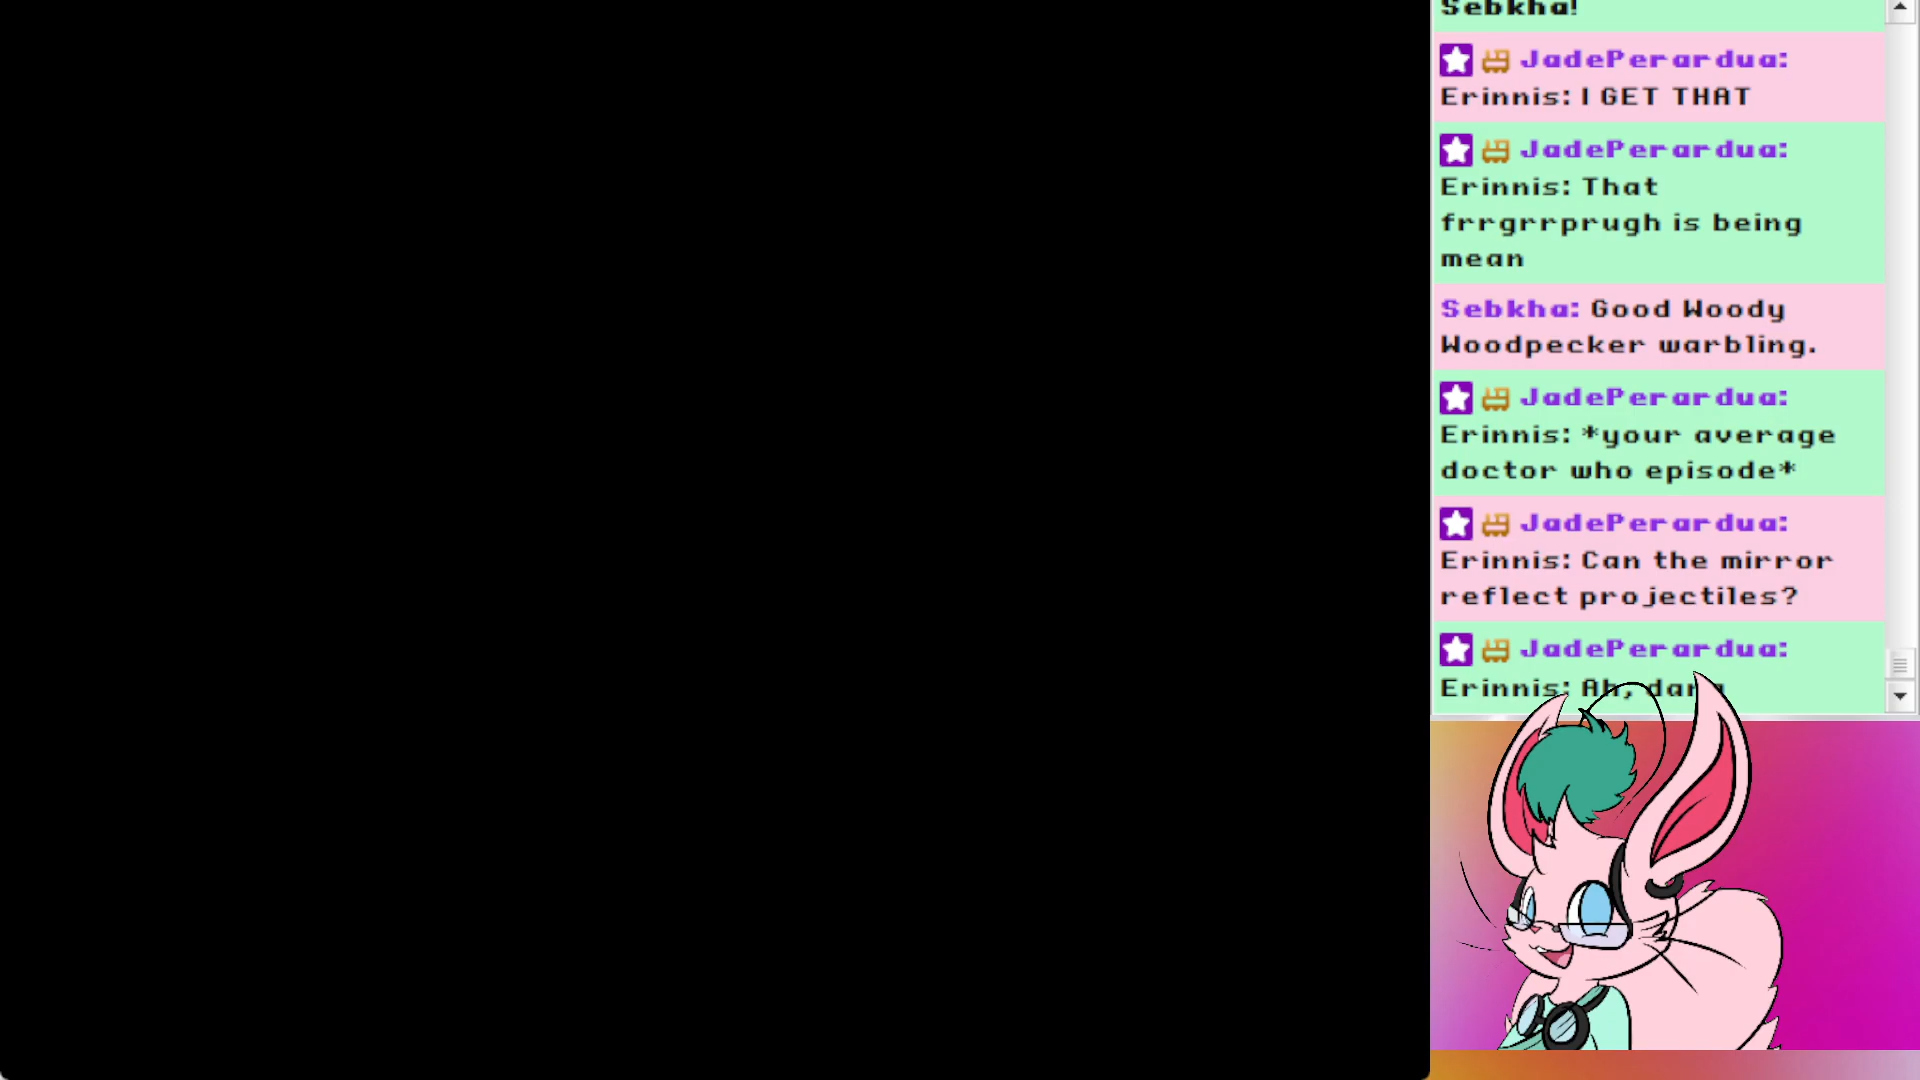 Sebkha!
JadePerardua:
Erinnis: I GET THAT
JadePerardua:
Erinnis: That
frrgrrprugh is being
mean
Sebkha: Good Woody
Woodpecker warbling.
JadePerardua:
Erinnis: *your average
doctor who episode*
JadePerardua:
Erinnis: Can the mirror
reflect projectiles?
JadePerardua:
Erinnis: Ah,